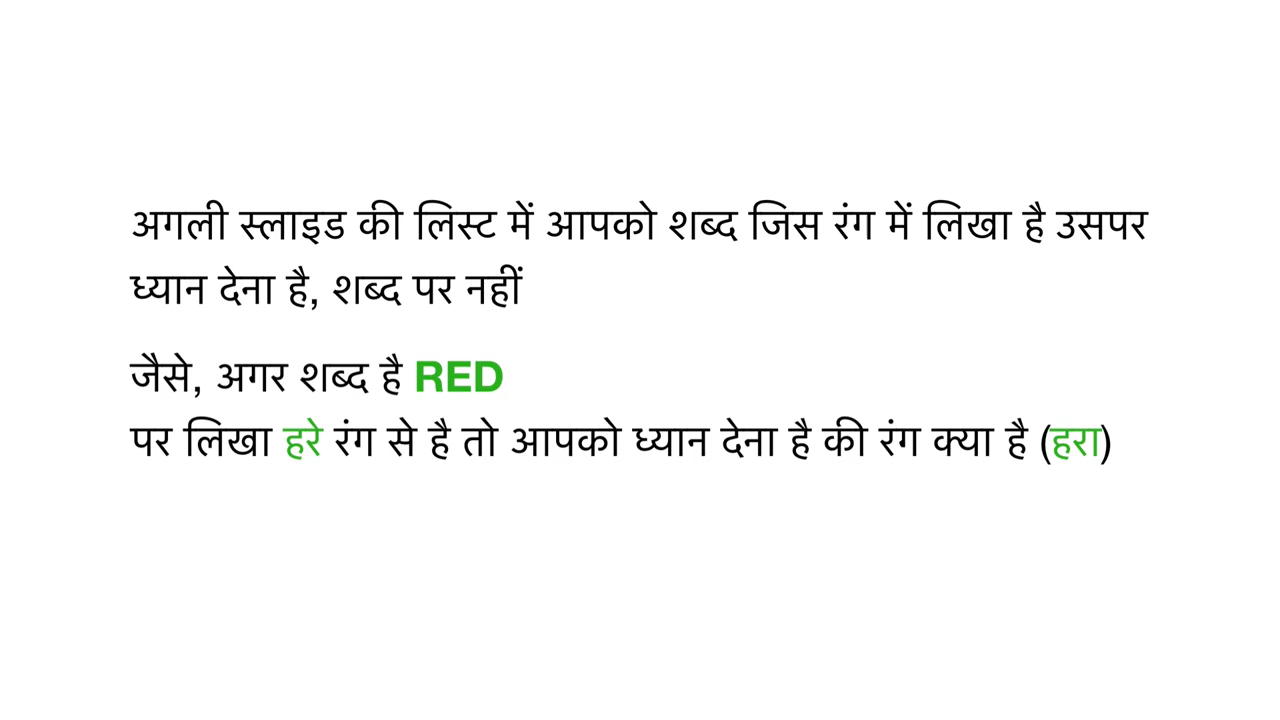 अगली स्लाइड की लिस्ट में आपको शब्द जिस रंग में लिखा है उसपर
ध्यान देना है, शब्द पर नहीं
जैसे, अगर शब्द है RED
पर लिखा हरे रंग से है तो आपको ध्यान देना है की रंग क्या है (हरा)